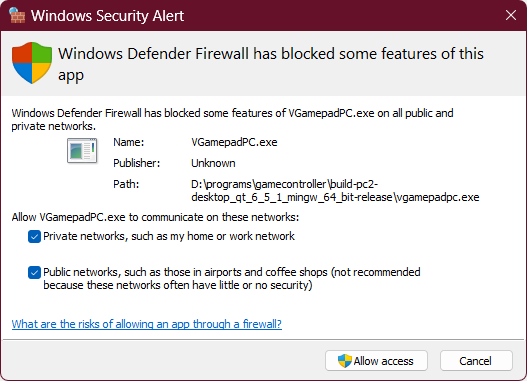 Windows Security Alert
Windows Defender Firewall has blocked some features of this
app
Windows Defender Firewall has blocked some features of VGamepadPC.exe on all public and
private networks.
Name: VGamepadPC.exe
Publisher: Unknown
Path: D:\programs\gamecontroller\build-pc2-
desktop_qt_6_5_1_mingw_64_bit-release\vgamepadpc.exe
Allow VGamepadPC.exe to communicate on these networks:
Private networks, such as my home or work network
Public networks, such as those in airports and coffee shops (not recommended
because these networks often have little or no security)
What are the risks of allowing an app through a firewall?
Allow access Cancel